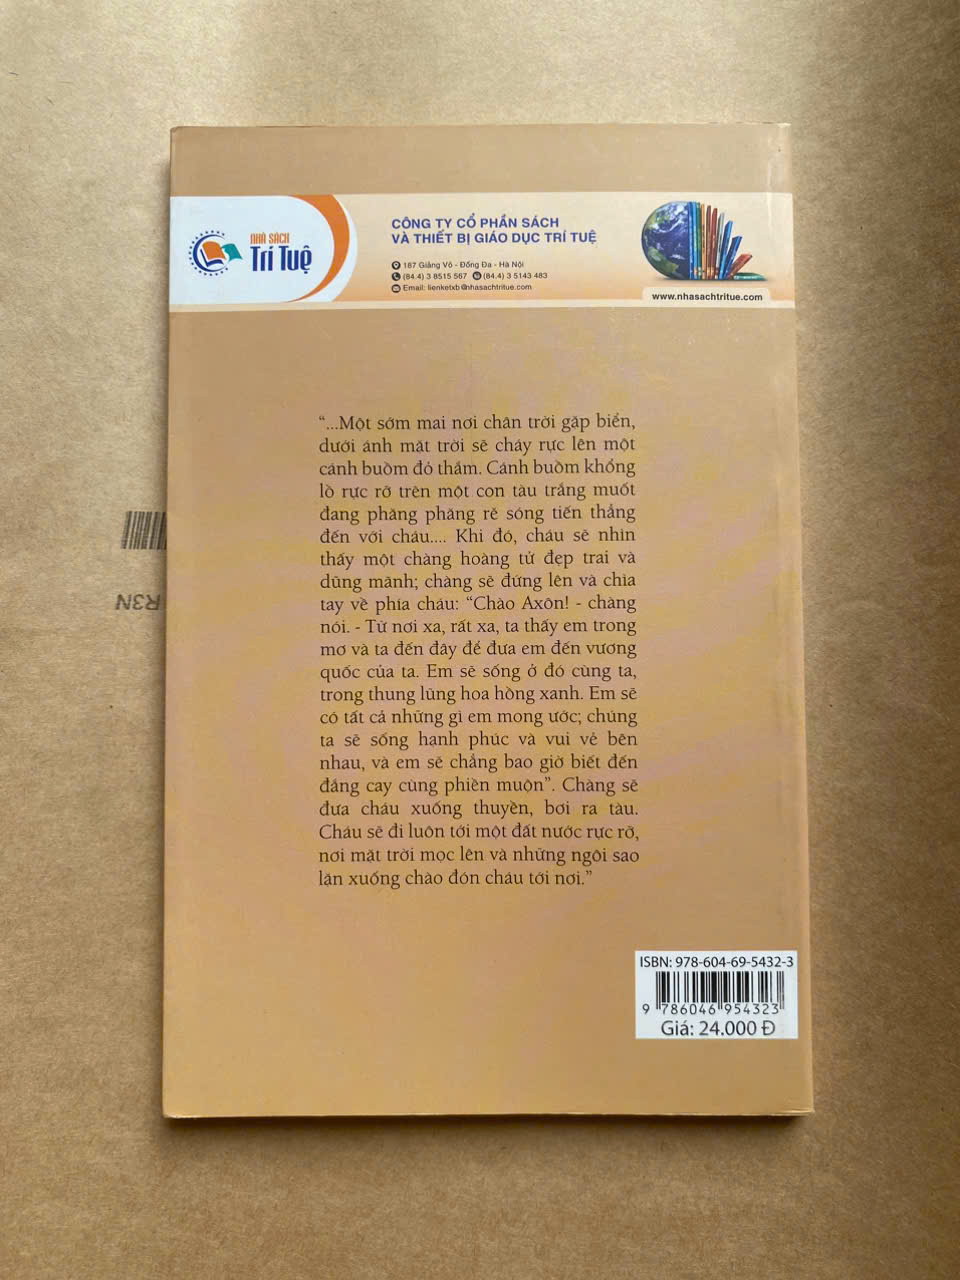 NHÀ SÁCH
Trí Tuệ
CÔNG TY CỔ PHẦN SÁCH
VÀ THIẾT BỊ GIÁO DỤC TRÍ TUỆ
187 Giảng Võ - Đống Đa - Hà Nội
(84.4) 3 8515 567 (84.4) 3 5143 483
Email: lienketxb@nhasachtritue.com
www.nhasachtritue.com
“...Một sớm mai nơi chân trời gặp biển,
dưới ánh mặt trời sẽ cháy rực lên một
cánh buồm đỏ thắm. Cánh buồm khổng
lồ rực rỡ trên một con tàu trắng muốt
đang phăng phăng rẽ sóng tiến thẳng
đến với cháu.... Khi đó, cháu sẽ nhìn
thấy một chàng hoàng tử đẹp trai và
dũng mãnh; chàng sẽ đứng lên và chìa
tay về phía cháu: “Chào Axôn! - chàng
nói. - Từ nơi xa, rất xa, ta thấy em trong
mơ và ta đến đây để đưa em đến vương
quốc của ta. Em sẽ sống ở đó cùng ta,
trong thung lũng hoa hồng xanh. Em sẽ
có tất cả những gì em mong ước; chúng
ta sẽ sống hạnh phúc và vui vẻ bên
nhau, và em sẽ chẳng bao giờ biết đến
đắng cay cùng phiền muộn”. Chàng sẽ
đưa cháu xuống thuyền, bơi ra tàu.
Cháu sẽ đi luôn tới một đất nước rực rỡ,
nơi mặt trời mọc lên và những ngôi sao
lặn xuống chào đón cháu tới nơi.”
R3N
ISBN: 978-604-69-5432-3
9 786046 954323
Giá: 24.000 Đ